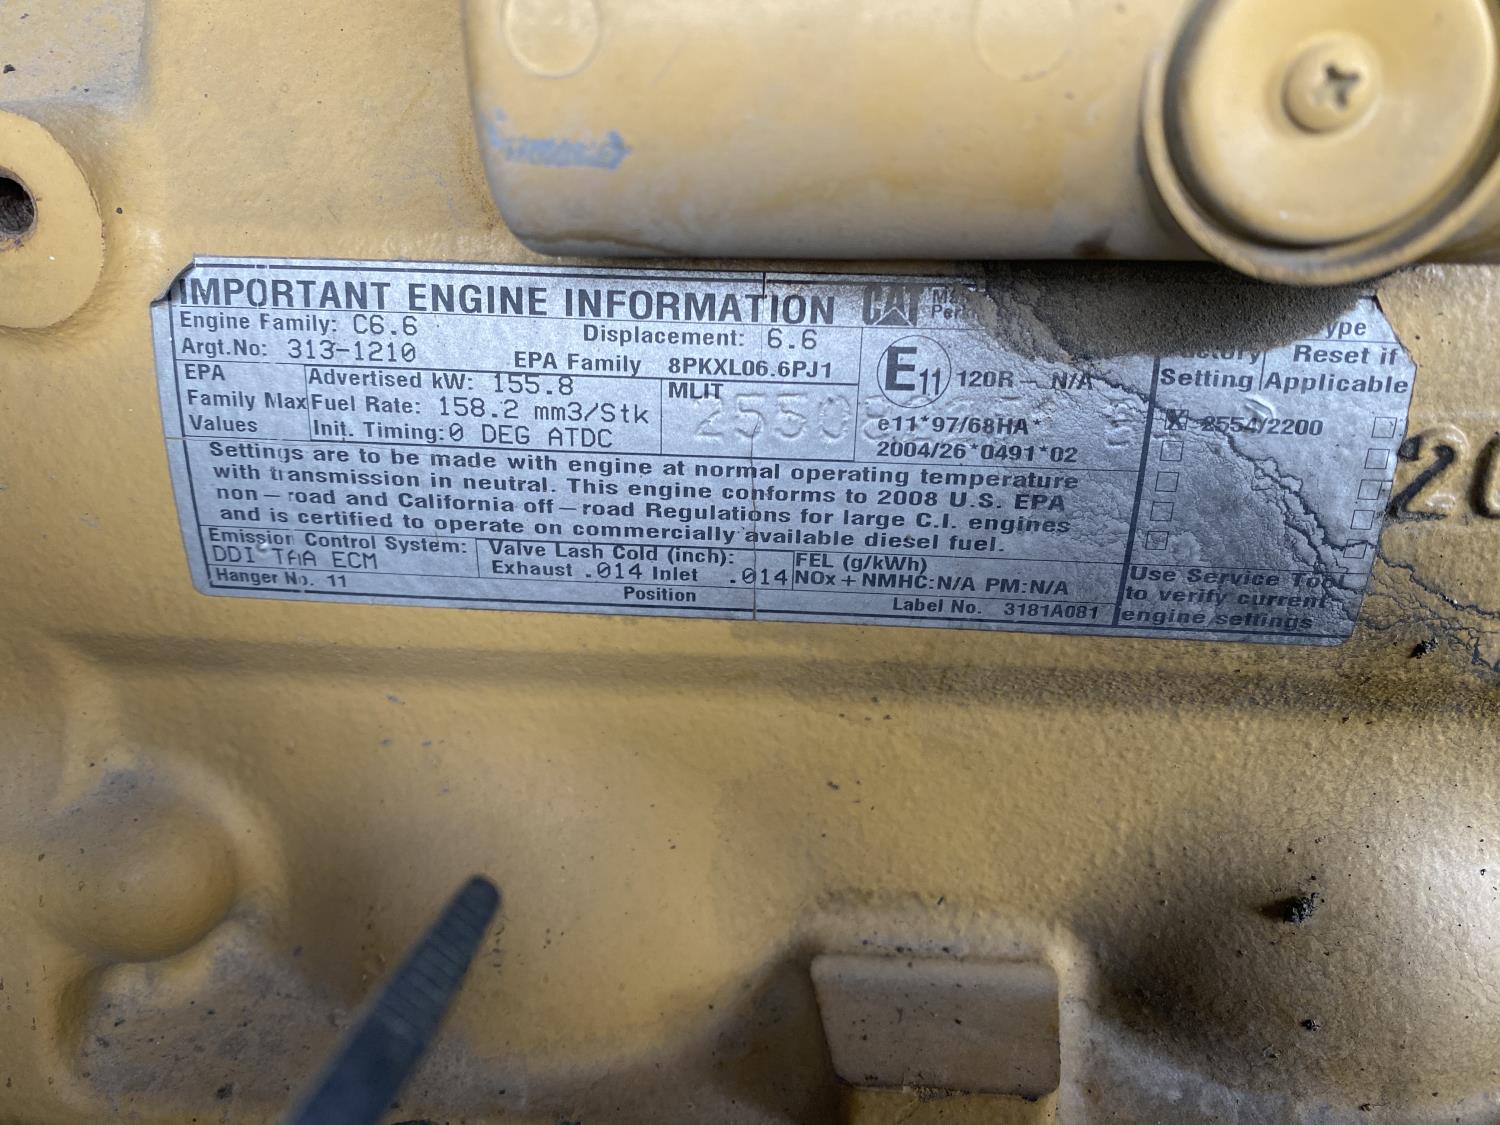 IMPORTANT ENGINE INFORMATION CAT
Engine Family: C6.6 Displacement: 6.6
Argt.No: 313-1210 EPA Family 8PKXL06.6PJ1
EPA Family Max Values
Advertised kW: 155.8
Fuel Rate: 158.2 mm3/Stk
Init. Timing:0 DEG ATDC
MLIT
E11 120R - N/A
e11*97/68HA*
2004/26*0491*02
Settings are to be made with engine at normal operating temperature
with transmission in neutral. This engine conforms to 2008 U.S. EPA
non-road and California off-road Regulations for large C.I. engines
and is certified to operate on commercially available diesel fuel.
Emission Control System:
DDI TAA ECM
Valve Lash Cold (inch):
Exhaust .014 Inlet .014
FEL (g/kWh)
NOx+NMHC:N/A PM:N/A
Hanger No. 11 Position Label No. 3181A081
Factory Setting
Reset if Applicable
X 2554/2200
Use Service Tool
to verify current
engine settings
20